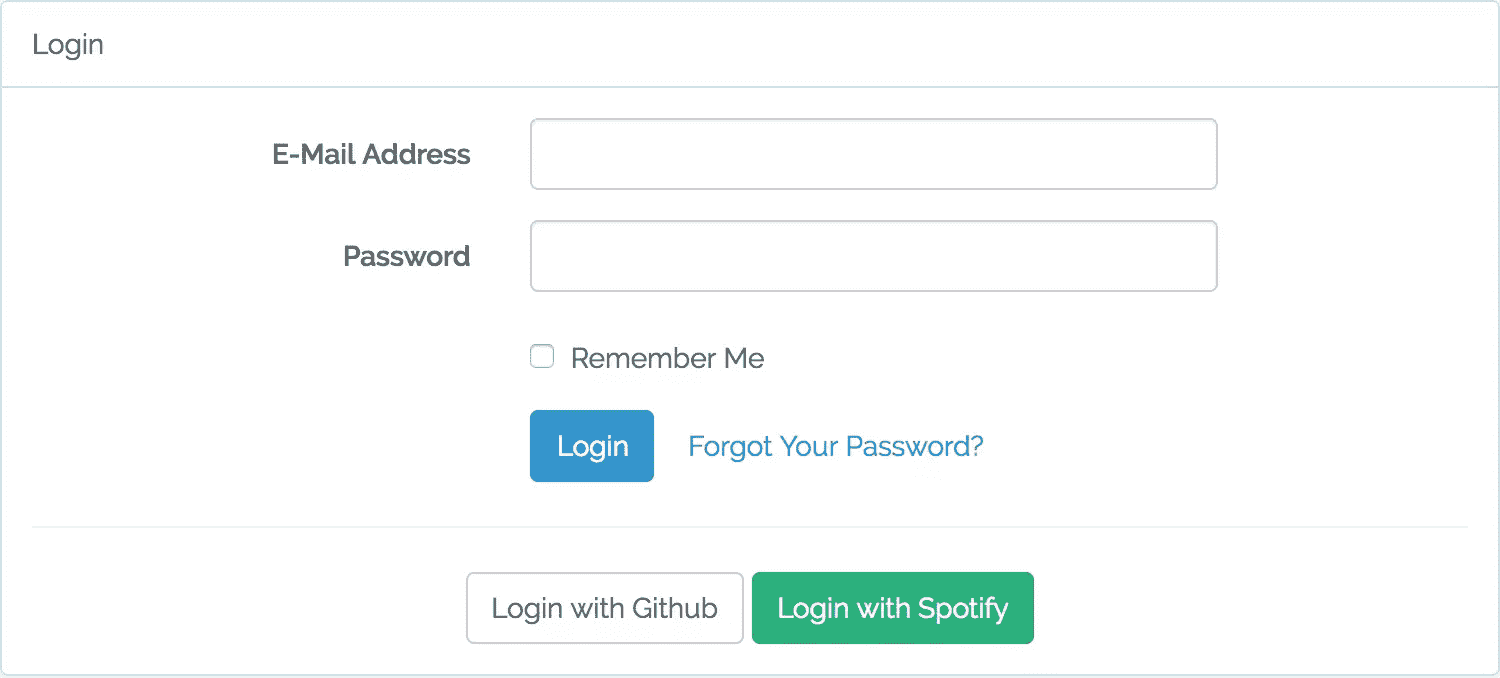 Login
E-Mail Address
Password
Remember Me
Login Forgot Your Password?
Login with Github Login with Spotify